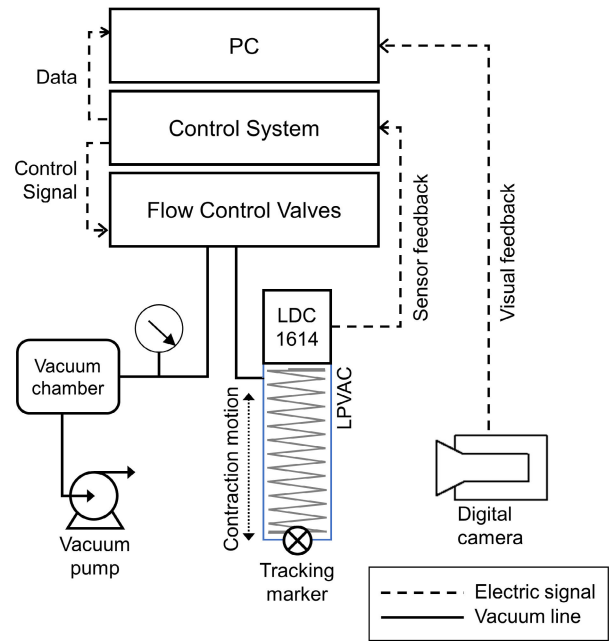 PC
Data
Control System
Control
Signal
Flow Control Valves
Sensor feedback
Visual feedback
LDC
1614
Vacuum
chamber
LPVAC
Contraction motion
Vacuum
pump
Tracking
marker
Digital
camera
Electric signal
Vacuum line